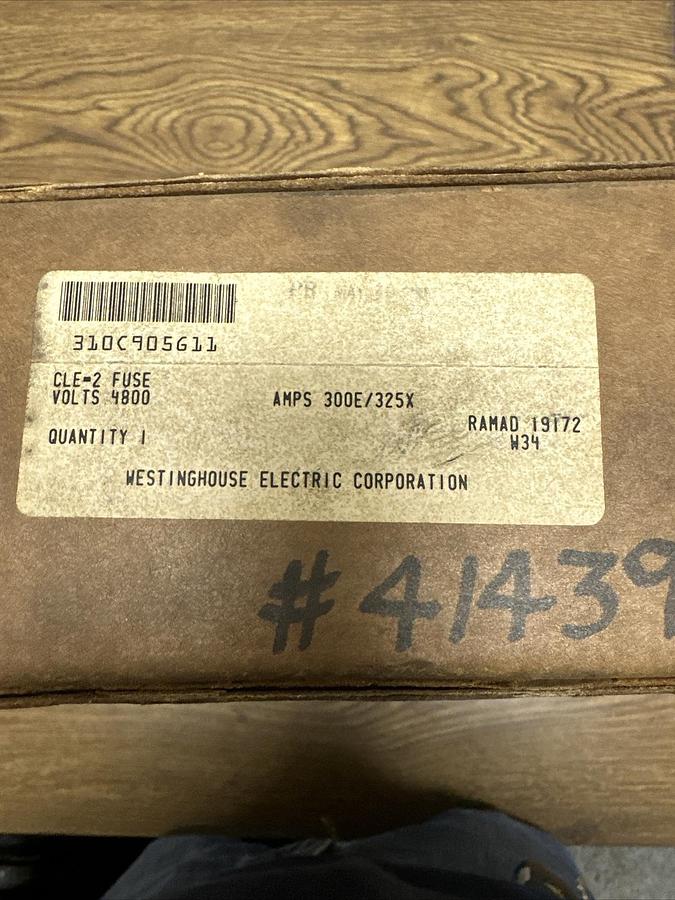 310C905G11
CLE-2 FUSE
VOLTS 4800
AMPS 300E/325X
RAMAD 19172
W34
QUANTITY 1
WESTINGHOUSE ELECTRIC CORPORATION
#41439